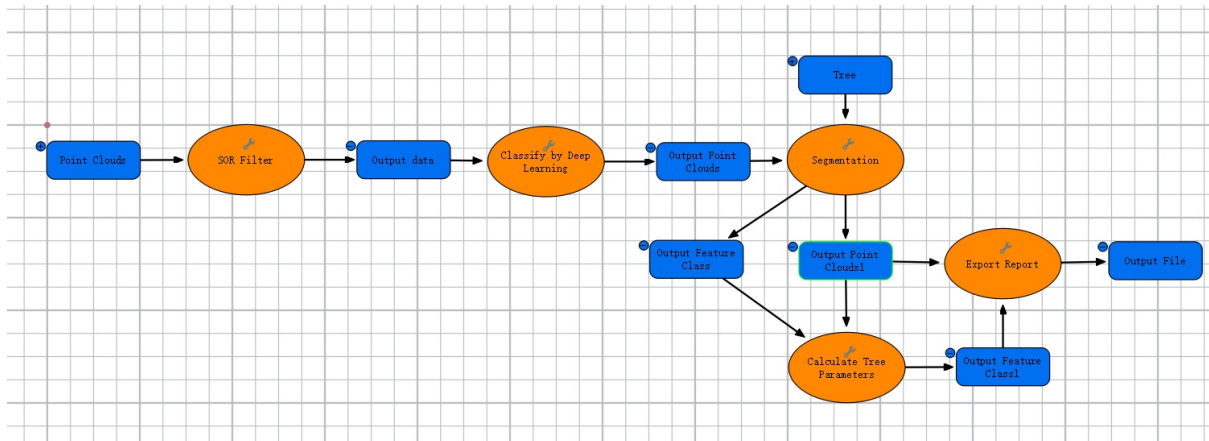 Tree
Point Clouds
SOR Filter
Output data
Classify by Deep
Learning
Output Point
Clouds
Segmentation
Output Feature
Class
Output Point
Clouds1
Export Report
Output File
Calculate Tree
Parameters
Output Feature
Class1